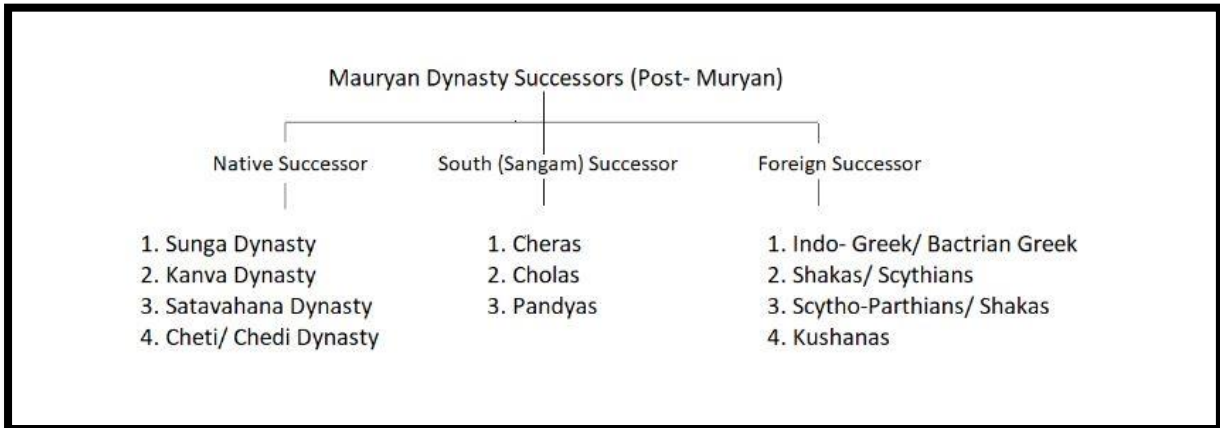 Mauryan Dynasty Successors (Post- Muryan)
Native Successor
1. Sunga Dynasty
2. Kanva Dynasty
3. Satavahana Dynasty
4. Cheti/ Chedi Dynasty
South (Sangam) Successor
1. Cheras
2. Cholas
3. Pandyas
Foreign Successor
1. Indo- Greek/ Bactrian Greek
2. Shakas/ Scythians
3. Scytho-Parthians/ Shakas
4. Kushanas